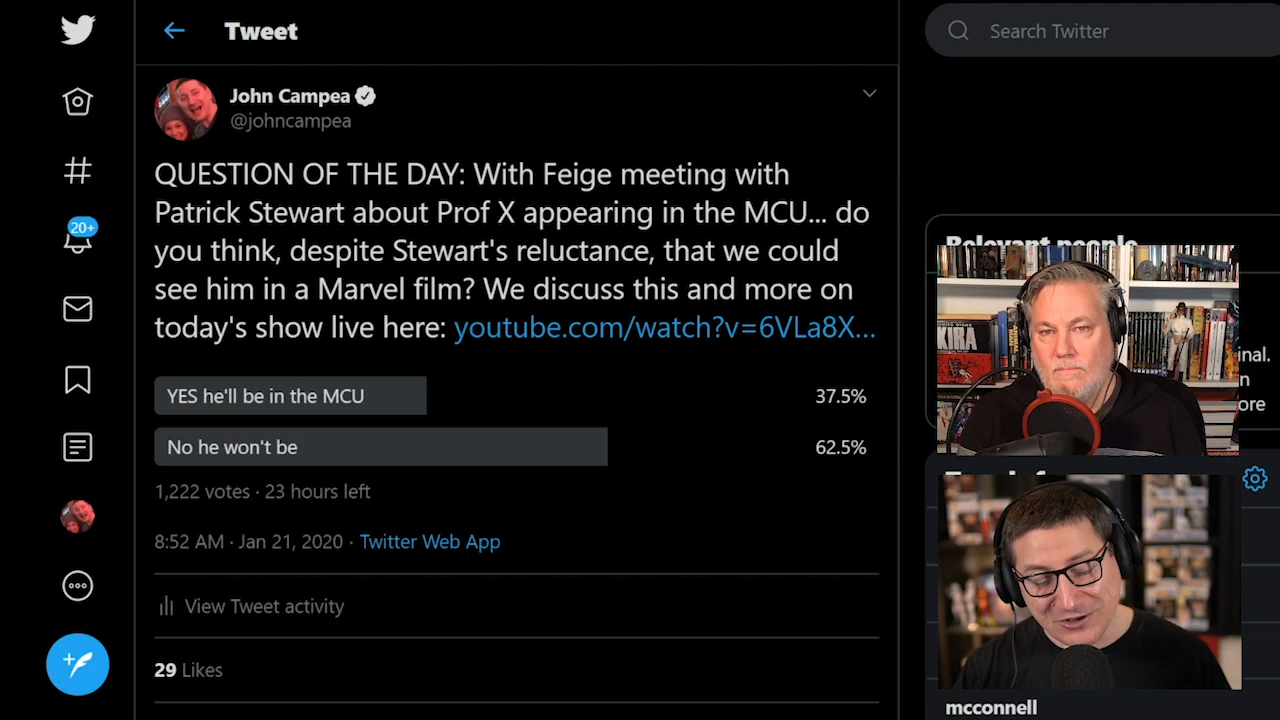 Tweet
Search Twitter
John Campea
@johncampea
QUESTION OF THE DAY: With Feige meeting with
Patrick Stewart about Prof X appearing in the MCU... do
you think, despite Stewart's reluctance, that we could
see him in a Marvel film? We discuss this and more on
today's show live here: youtube.com/watch?v=6VLa8X...
YES he'll be in the MCU 37.5%
No he won't be 62.5%
1,222 votes · 23 hours left
8:52 AM · Jan 21, 2020 · Twitter Web App
View Tweet activity
29 Likes
20+
Relevant people
inal.
n
ore
mcconnell